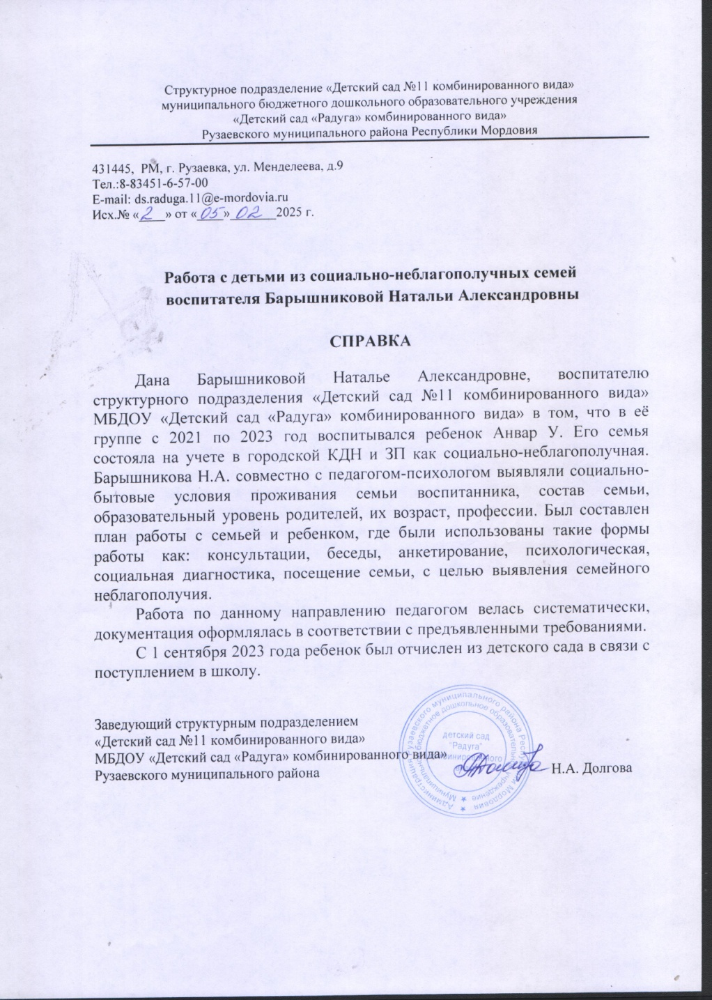 Структурное подразделение «Детский сад №11 комбинированного вида»
муниципального бюджетного дошкольного образовательного учреждения
«Детский сад «Радуга» комбинированного вида»
Рузаевского муниципального района Республики Мордовия
431445, РМ, г. Рузаевка, ул. Менделеева, д.9
Тел.:8-83451-6-57-00
E-mail: ds.raduga.11@e-mordovia.ru
Исх.№ «2» от «05» 02 2025 г.
Работа с детьми из социально-неблагополучных семей
воспитателя Барышниковой Натальи Александровны
СПРАВКА
Дана Барышниковой Наталье Александровне, воспитателю
структурного подразделения «Детский сад №11 комбинированного вида»
МБДОУ «Детский сад «Радуга» комбинированного вида» в том, что в её
группе с 2021 по 2023 год воспитывался ребенок Анвар У. Его семья
состояла на учете в городской КДН и ЗП как социально-неблагополучная.
Барышникова Н.А. совместно с педагогом-психологом выявляли социально-
бытовые условия проживания семьи воспитанника, состав семьи,
образовательный уровень родителей, их возраст, профессии. Был составлен
план работы с семьей и ребенком, где были использованы такие формы
работы как: консультации, беседы, анкетирование, психологическая,
социальная диагностика, посещение семьи, с целью выявления семейного
неблагополучия.
Работа по данному направлению педагогом велась систематически,
документация оформлялась в соответствии с предъявленными требованиями.
С 1 сентября 2023 года ребенок был отчислен из детского сада в связи с
поступлением в школу.
Заведующий структурным подразделением
«Детский сад №11 комбинированного вида»
МБДОУ «Детский сад «Радуга» комбинированного вида»
Рузаевского муниципального района Н.А. Долгова
детский сад
"Радуга"